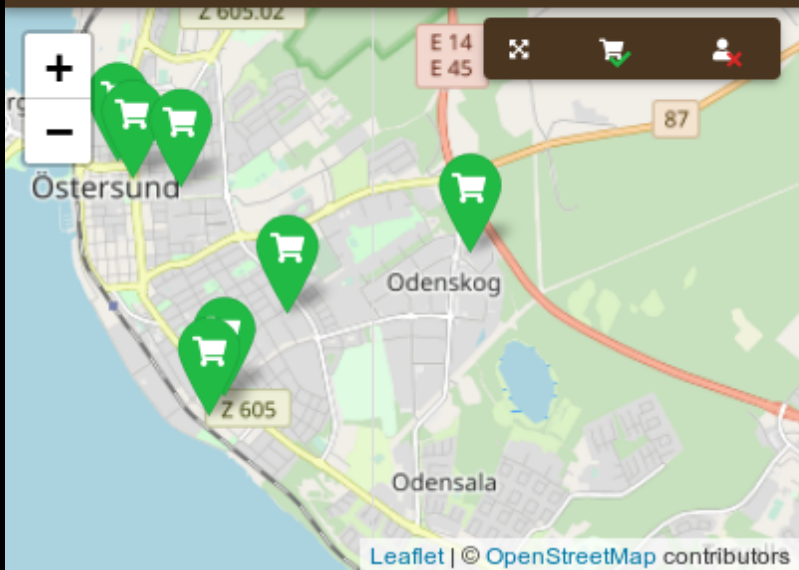 Z 605.02
E 14
E 45
+
87
−
Östersund
Odenskog
Z 605
Odensala
Leaflet | © OpenStreetMap contributors